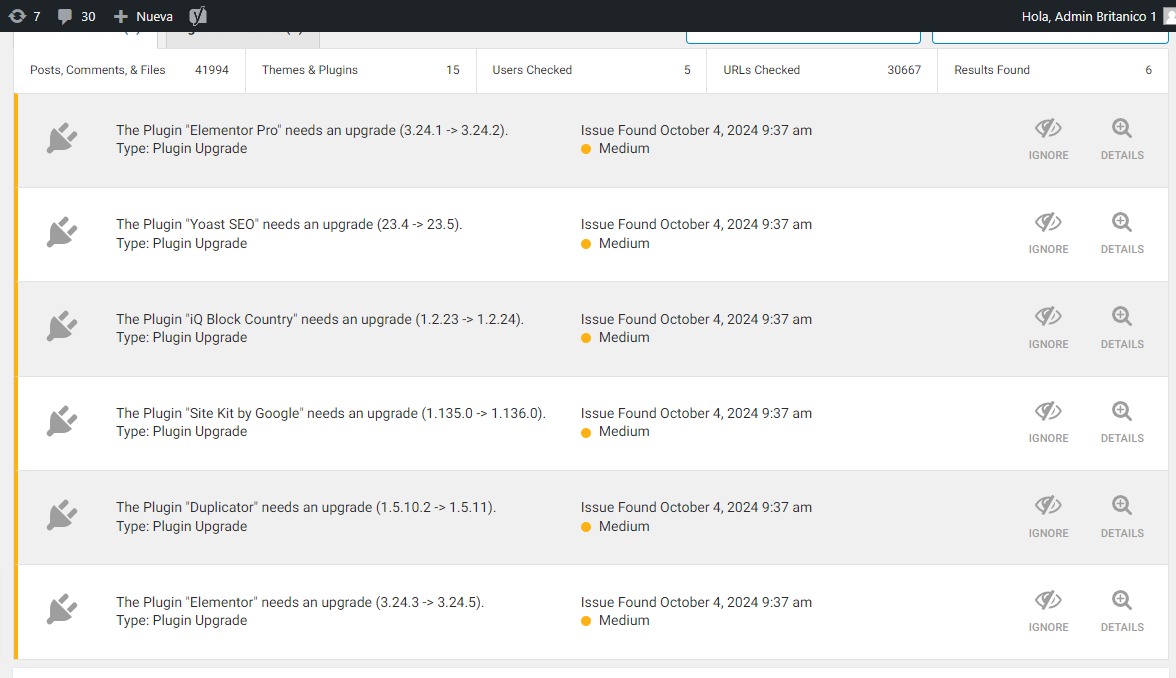 7 30 Nueva Hola, Admin Britanico 1
Posts, Comments, & Files 41994 Themes & Plugins 15 Users Checked 5 URLs Checked 30667 Results Found 6
The Plugin "Elementor Pro" needs an upgrade (3.24.1 -> 3.24.2). Issue Found October 4, 2024 9:37 am
Type: Plugin Upgrade Medium
IGNORE DETAILS
The Plugin "Yoast SEO" needs an upgrade (23.4 -> 23.5). Issue Found October 4, 2024 9:37 am
Type: Plugin Upgrade Medium
IGNORE DETAILS
The Plugin "iQ Block Country" needs an upgrade (1.2.23 -> 1.2.24). Issue Found October 4, 2024 9:37 am
Type: Plugin Upgrade Medium
IGNORE DETAILS
The Plugin "Site Kit by Google" needs an upgrade (1.135.0 -> 1.136.0). Issue Found October 4, 2024 9:37 am
Type: Plugin Upgrade Medium
IGNORE DETAILS
The Plugin "Duplicator" needs an upgrade (1.5.10.2 -> 1.5.11). Issue Found October 4, 2024 9:37 am
Type: Plugin Upgrade Medium
IGNORE DETAILS
The Plugin "Elementor" needs an upgrade (3.24.3 -> 3.24.5). Issue Found October 4, 2024 9:37 am
Type: Plugin Upgrade Medium
IGNORE DETAILS